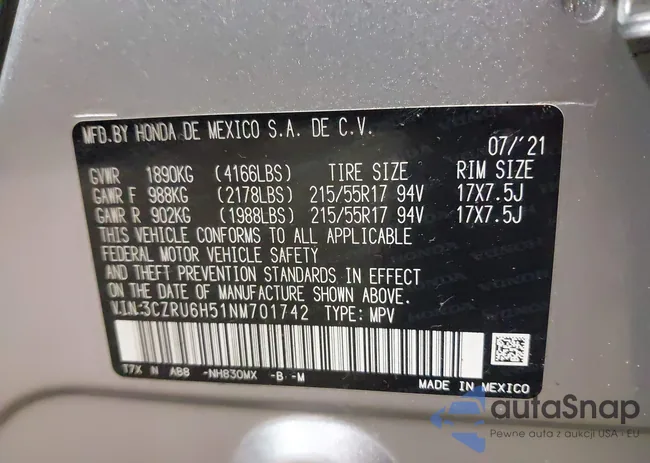 MFD.BY HONDA DE MEXICO S.A. DE C.V.
07/'21
GVWR 1890KG (4166LBS) TIRE SIZE RIM SIZE
GAWR F 988KG (2178LBS) 215/55R17 94V 17X7.5J
GAWR R 902KG (1988LBS) 215/55R17 94V 17X7.5J
THIS VEHICLE CONFORMS TO ALL APPLICABLE
FEDERAL MOTOR VEHICLE SAFETY
AND THEFT PREVENTION STANDARDS IN EFFECT
ON THE DATE OF MANUFACTURE SHOWN ABOVE.
V.I.N.:3CZRU6H51NM701742 TYPE: MPV
T7X N A88 -NH830MX -B -M
MADE IN MEXICO
autaSnap
Pewne auta z aukcji USA - EU